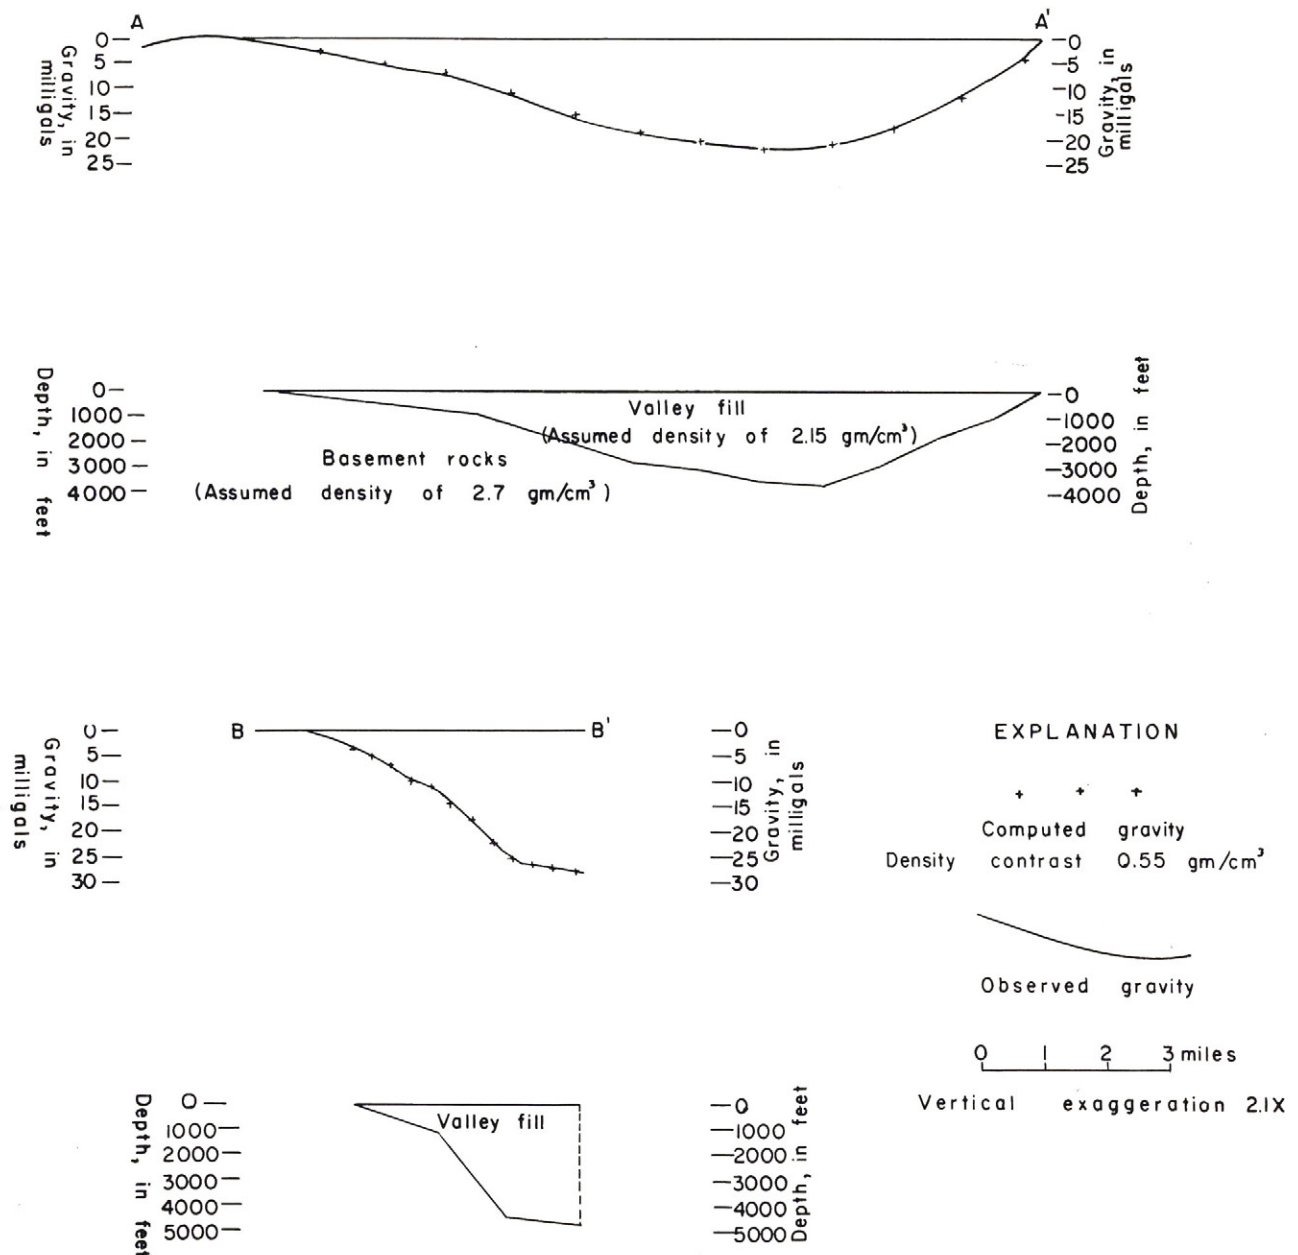 A A'
0— —0
5— —5
10— —10
15— -15
20— —20
25— —25
Gravity, in
milligals
Gravity, in
milligals
0— —0
1000— —1000
2000— —2000
3000— —3000
4000— —4000
Depth, in feet
Depth, in feet
Valley fill
(Assumed density of 2.15 gm/cm³)
Basement rocks
(Assumed density of 2.7 gm/cm³)
B B'
0— —0
5— —5
10— —10
15— —15
20— —20
25— —25
30— —30
Gravity, in
milligals
Gravity, in
milligals
EXPLANATION
+ + +
Computed gravity
Density contrast 0.55 gm/cm³
Observed gravity
0 1 2 3 miles
Vertical exaggeration 2.1X
0— —0
1000— —1000
2000— —2000
3000— —3000
4000— —4000
5000— —5000
Depth, in feet
Depth, in feet
Valley fill